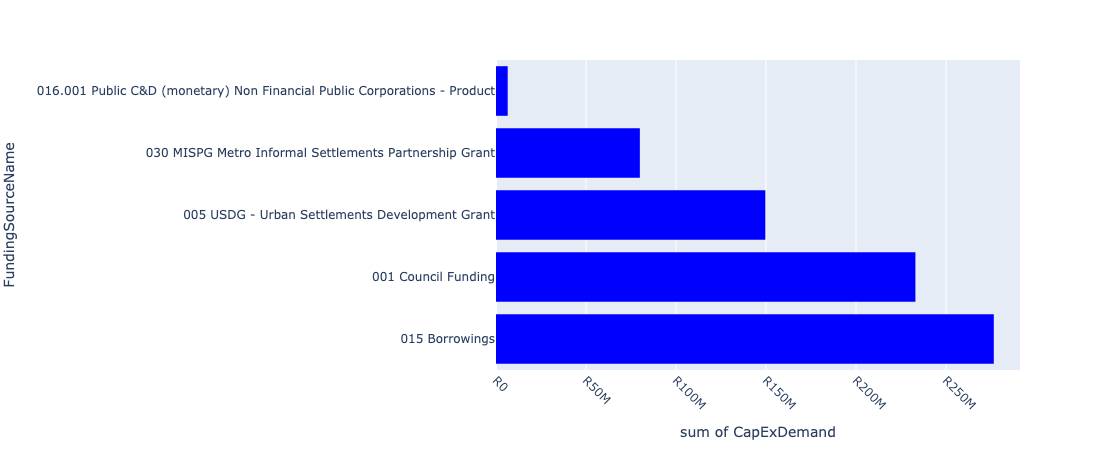 016.001 Public C&D (monetary) Non Financial Public Corporations - Product
030 MISPG Metro Informal Settlements Partnership Grant
005 USDG - Urban Settlements Development Grant
001 Council Funding
015 Borrowings
FundingSourceName
R0
R50M
R100M
R150M
R200M
R250M
sum of CapExDemand